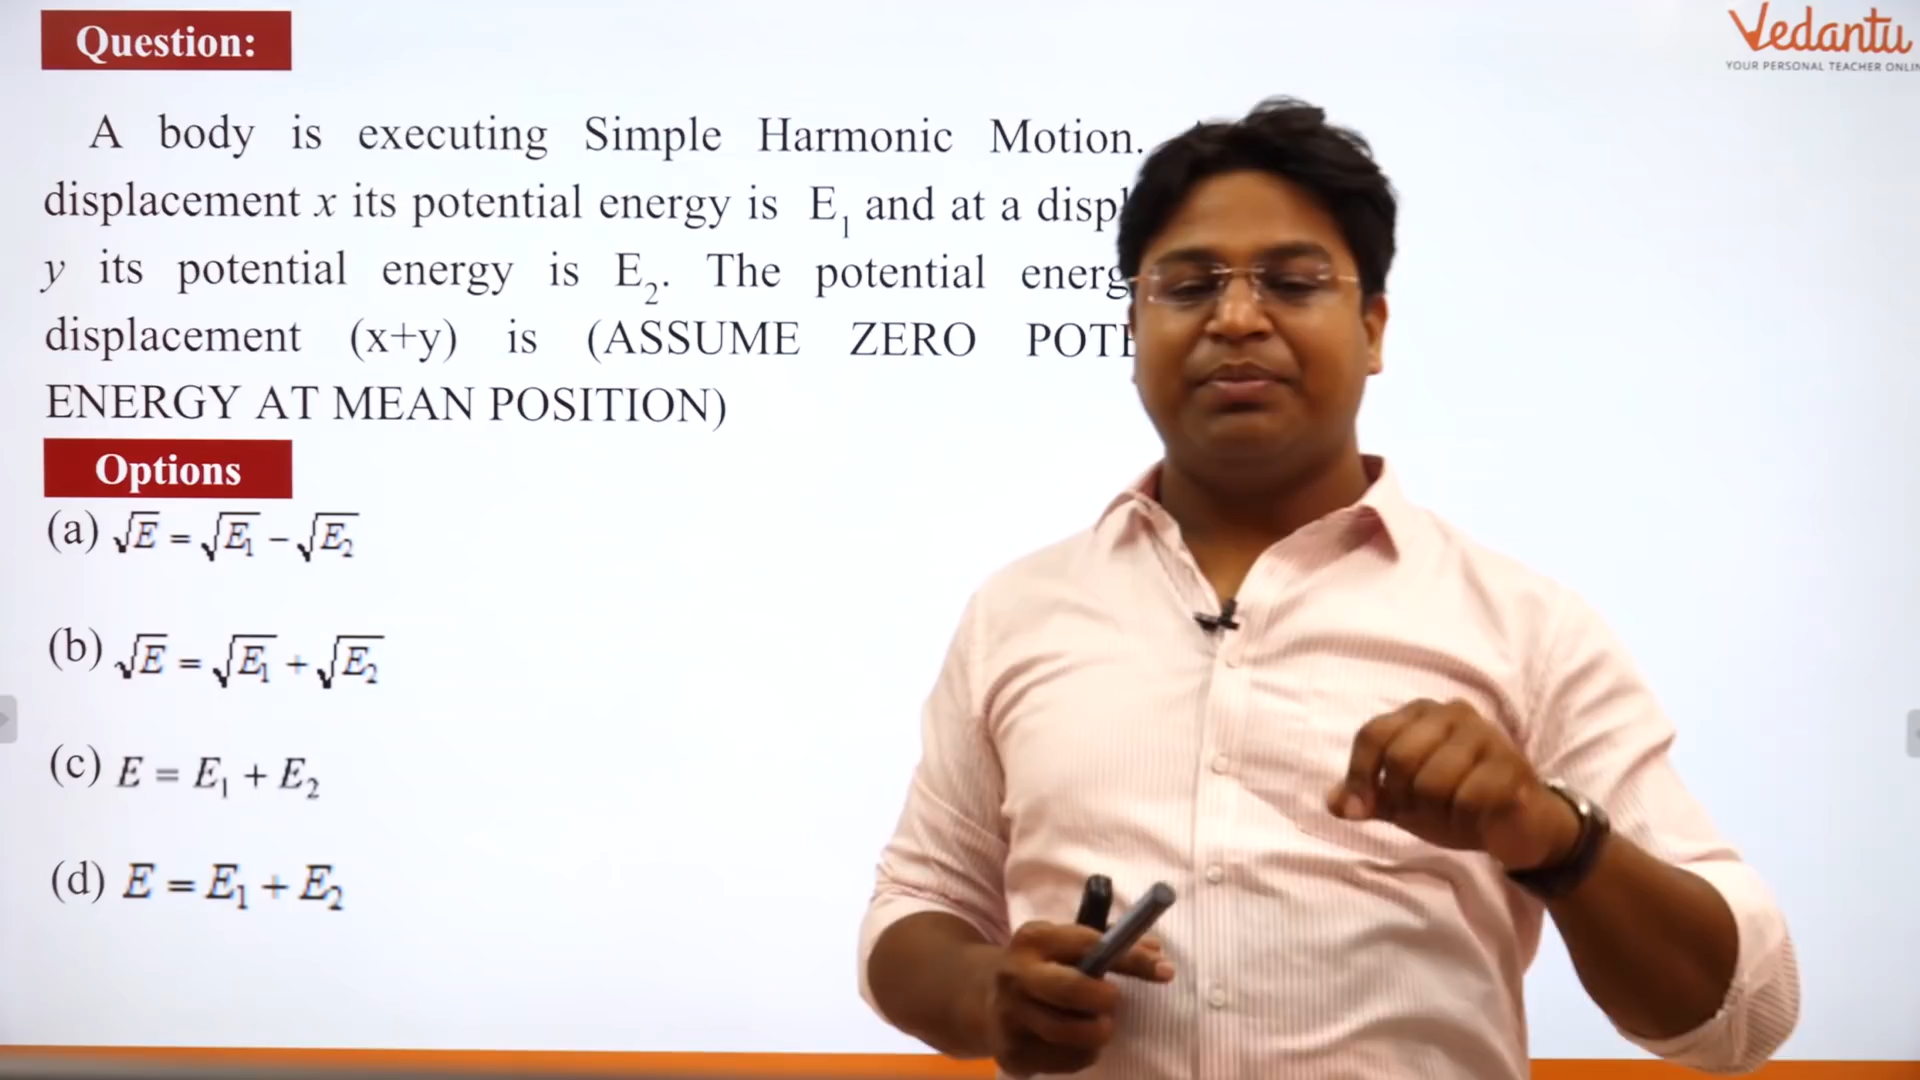 Question:
Vedantu
YOUR PERSONAL TEACHER ONLIN
A body is executing Simple Harmonic Motion.
displacement x its potential energy is E₁ and at a displ
y its potential energy is E₂. The potential energ
displacement (x+y) is (ASSUME ZERO POTE
ENERGY AT MEAN POSITION)
Options
(a) √E = √E₁ − √E₂
(b) √E = √E₁ + √E₂
(c) E = E₁ + E₂
(d) E = E₁ + E₂